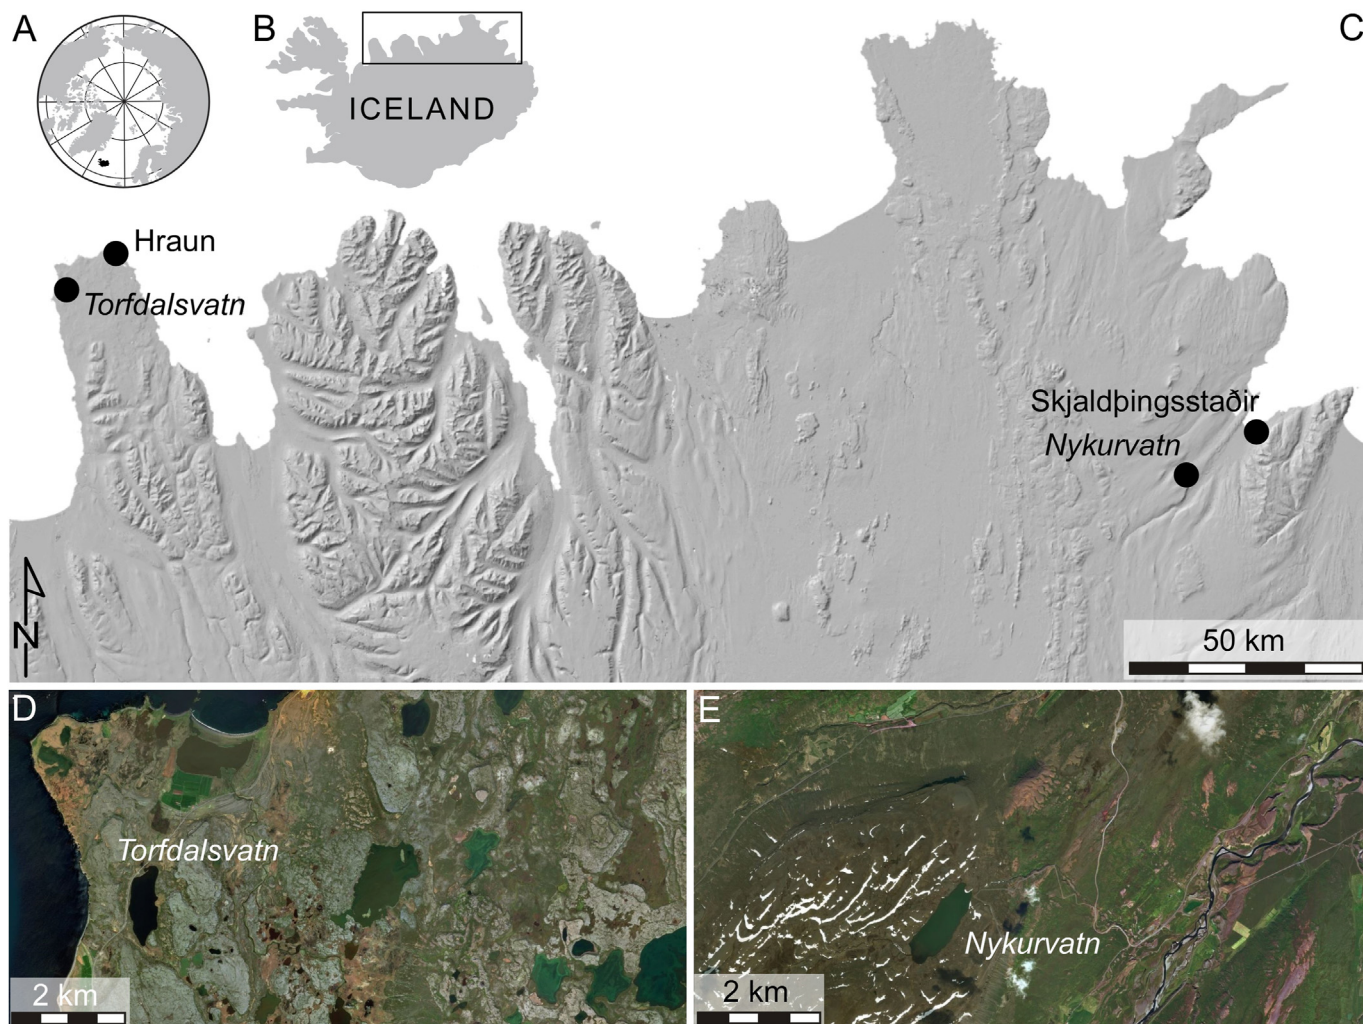 A
B
C
ICELAND
Hraun
Torfdalsvatn
Skjaldþingsstaðir
Nykurvatn
N
50 km
D
Torfdalsvatn
2 km
E
Nykurvatn
2 km